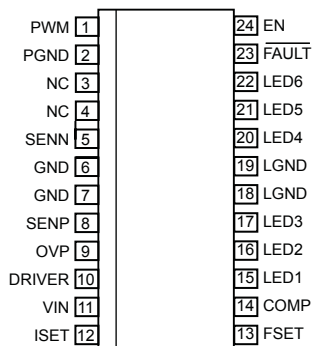 PWM 1 24 EN
PGND 2 23 FAULT
NC 3 22 LED6
NC 4 21 LED5
SENN 5 20 LED4
GND 6 19 LGND
GND 7 18 LGND
SENP 8 17 LED3
OVP 9 16 LED2
DRIVER 10 15 LED1
VIN 11 14 COMP
ISET 12 13 FSET